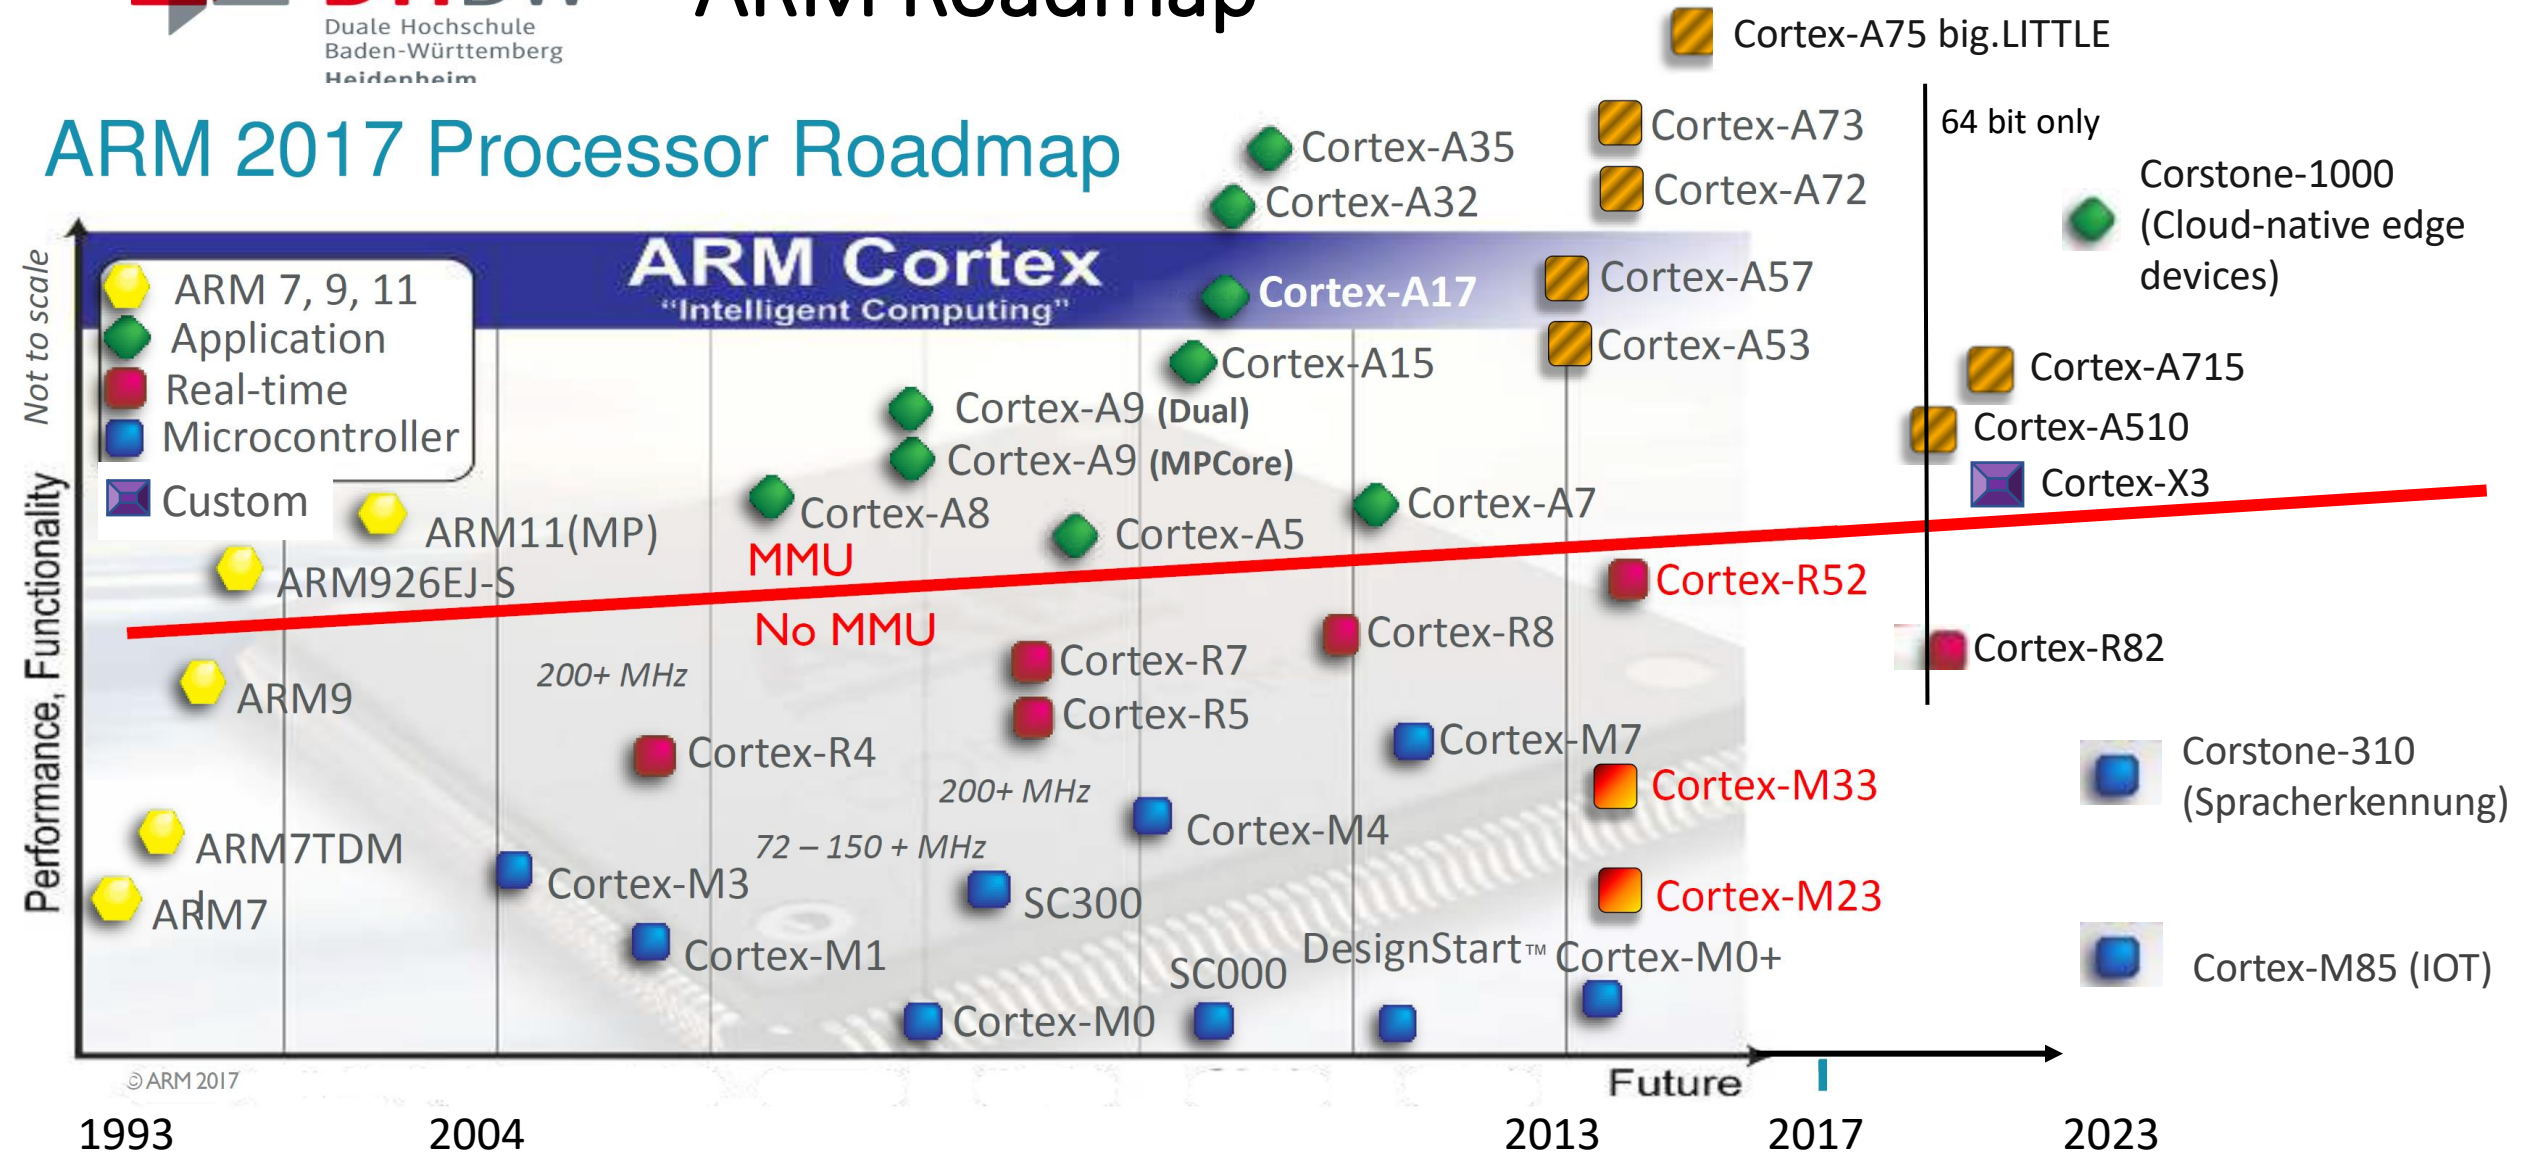 DHBW
Duale Hochschule
Baden-Württemberg
Heidenheim
ARM Roadmap
ARM 2017 Processor Roadmap
Cortex-A75 big.LITTLE
64 bit only
Cortex-A35
Cortex-A32
Cortex-A73
Cortex-A72
Corstone-1000
(Cloud-native edge
devices)
ARM Cortex
"Intelligent Computing"
Cortex-A17
Cortex-A57
Cortex-A53
Not to scale
Performance, Functionality
ARM 7, 9, 11
Application
Real-time
Microcontroller
Custom
Cortex-A15
Cortex-A9 (Dual)
Cortex-A9 (MPCore)
Cortex-A8
Cortex-A5
Cortex-A7
Cortex-A715
Cortex-A510
Cortex-X3
ARM11(MP)
ARM926EJ-S
MMU
No MMU
Cortex-R52
Cortex-R8
Cortex-R82
ARM9
200+ MHz
Cortex-R7
Cortex-R5
Cortex-R4
Cortex-M7
Cortex-M33
Corstone-310
(Spracherkennung)
200+ MHz
Cortex-M4
72 – 150 + MHz
ARM7TDM
I
ARM7
Cortex-M3
SC300
Cortex-M23
Cortex-M1
SC000
DesignStart™
Cortex-M0+
Cortex-M85 (IOT)
Cortex-M0
© ARM 2017
Future
1993
2004
2013
2017
2023